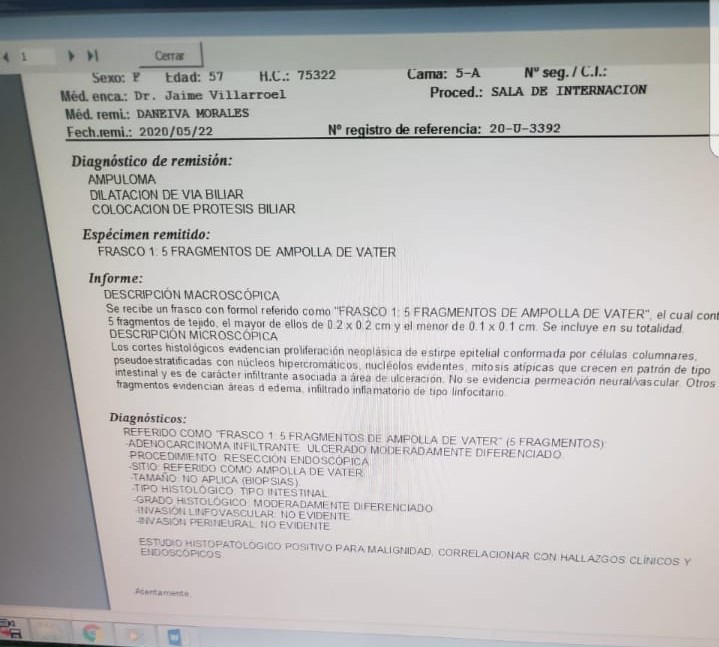 1
Cerrar
Sexo: F Edad: 57 H.C.: 75322 Cama: 5-A Nº seg. / C.I.:
Méd. enca.: Dr. Jaime Villarroel Proced.: SALA DE INTERNACION
Méd. remi.: DANEIVA MORALES
Fech.remi.: 2020/05/22 Nº registro de referencia: 20-U-3392
Diagnóstico de remisión:
AMPULOMA
DILATACION DE VIA BILIAR
COLOCACION DE PROTESIS BILIAR
Espécimen remitido:
FRASCO 1: 5 FRAGMENTOS DE AMPOLLA DE VATER
Informe:
DESCRIPCIÓN MACROSCÓPICA
Se recibe un frasco con formol referido como "FRASCO 1: 5 FRAGMENTOS DE AMPOLLA DE VATER", el cual cont
5 fragmentos de tejido, el mayor de ellos de 0.2 x 0.2 cm y el menor de 0.1 x 0.1 cm. Se incluye en su totalidad.
DESCRIPCIÓN MICROSCÓPICA
Los cortes histológicos evidencian proliferación neoplásica de estirpe epitelial conformada por células columnares,
pseudoestratificadas con núcleos hipercromáticos, nucléolos evidentes, mitosis atípicas que crecen en patrón de tipo
intestinal y es de carácter infiltrante asociada a área de ulceración. No se evidencia permeación neural/vascular. Otros
fragmentos evidencian áreas d edema, infiltrado inflamatorio de tipo linfocitario.
Diagnósticos:
REFERIDO COMO "FRASCO 1: 5 FRAGMENTOS DE AMPOLLA DE VATER" (5 FRAGMENTOS):
-ADENOCARCINOMA INFILTRANTE ULCERADO MODERADAMENTE DIFERENCIADO.
-PROCEDIMIENTO: RESECCIÓN ENDOSCÓPICA
-SITIO: REFERIDO COMO AMPOLLA DE VATER
-TAMAÑO: NO APLICA (BIOPSIAS)
-TIPO HISTOLÓGICO: TIPO INTESTINAL
-GRADO HISTOLÓGICO: MODERADAMENTE DIFERENCIADO
-INVASIÓN LINFOVASCULAR: NO EVIDENTE
-INVASIÓN PERINEURAL: NO EVIDENTE
ESTUDIO HISTOPATOLÓGICO POSITIVO PARA MALIGNIDAD, CORRELACIONAR CON HALLAZGOS CLÍNICOS Y
ENDOSCÓPICOS
Atentamente,